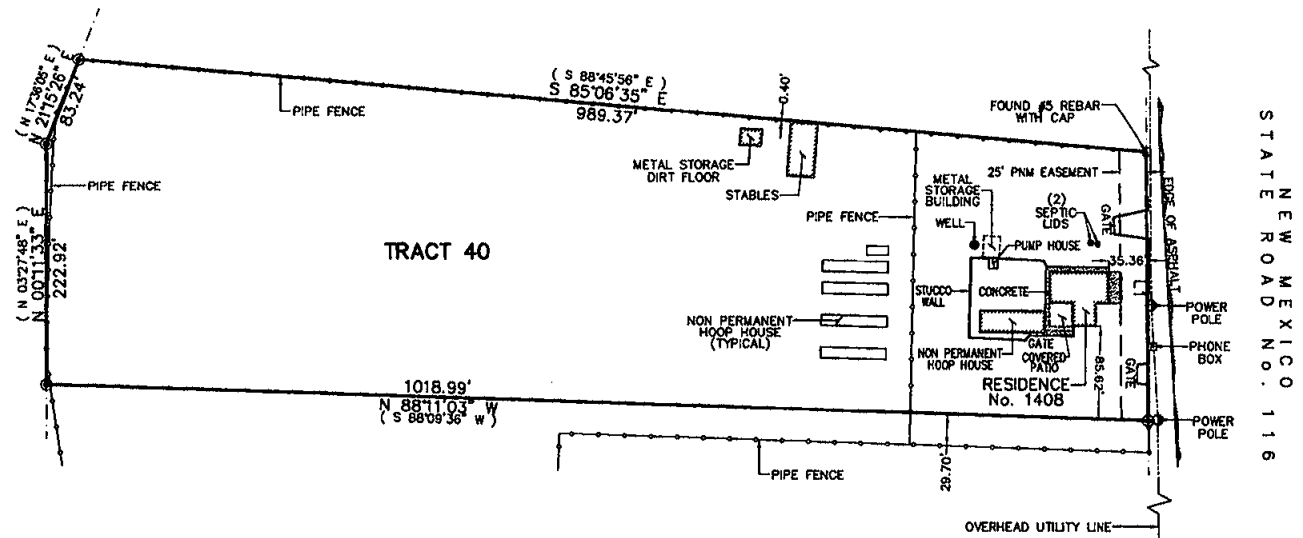 ( N 17°36'05" E )
N 21°15'26" E
83.24'
PIPE FENCE
( S 88°45'56" E )
S 85°06'35" E
989.37'
0.40'
FOUND #5 REBAR
WITH CAP
METAL STORAGE
DIRT FLOOR
STABLES
25' PNM EASEMENT
METAL
STORAGE
BUILDING
(2)
SEPTIC
LIDS
GATE
EDGE OF ASPHALT
PIPE FENCE
( N 03°27'48" E )
N 00°11'33" E
222.92'
TRACT 40
PIPE FENCE
WELL
PUMP HOUSE
35.36'
STUCCO
WALL
CONCRETE
POWER
POLE
NON PERMANENT
HOOP HOUSE
(TYPICAL)
NON PERMANENT
HOOP HOUSE
GATE
COVERED
PATIO
85.62'
PHONE
BOX
GATE
RESIDENCE
No. 1408
1018.99'
N 88°11'03" W
( S 88°09'36" W )
POWER
POLE
29.70'
PIPE FENCE
OVERHEAD UTILITY LINE
NEW MEXICO
STATE ROAD No. 116